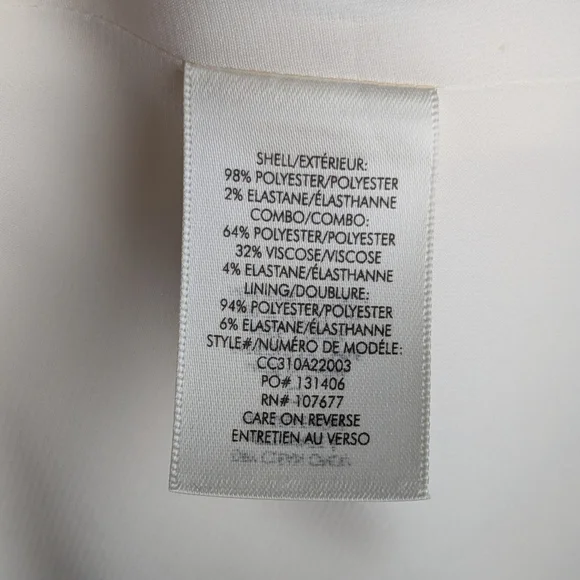 SHELL/EXTÉRIEUR:
98% POLYESTER/POLYESTER
2% ELASTANE/ÉLASTHANNE
COMBO/COMBO:
64% POLYESTER/POLYESTER
32% VISCOSE/VISCOSE
4% ELASTANE/ÉLASTHANNE
LINING/DOUBLURE:
94% POLYESTER/POLYESTER
6% ELASTANE/ÉLASTHANNE
STYLE#/NUMÉRO DE MODÉLE:
CC310A22003
PO# 131406
RN# 107677
CARE ON REVERSE
ENTRETIEN AU VERSO